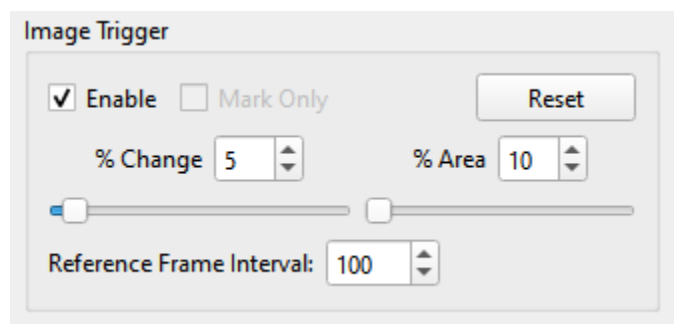 Image Trigger
Enable Mark Only Reset
% Change 5 % Area 10
Reference Frame Interval: 100